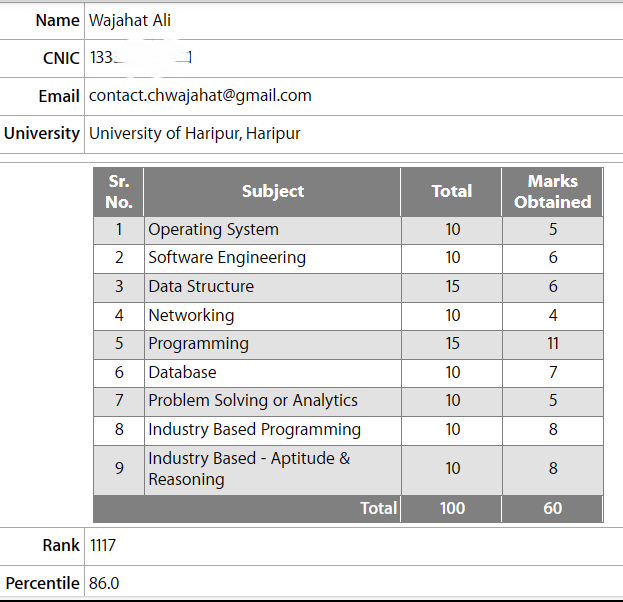 Name Wajahat Ali
CNIC 133 1
Email contact.chwajahat@gmail.com
University University of Haripur, Haripur
Sr. No. Subject Total Marks Obtained
1 Operating System 10 5
2 Software Engineering 10 6
3 Data Structure 15 6
4 Networking 10 4
5 Programming 15 11
6 Database 10 7
7 Problem Solving or Analytics 10 5
8 Industry Based Programming 10 8
9 Industry Based - Aptitude & Reasoning 10 8
Total 100 60
Rank 1117
Percentile 86.0